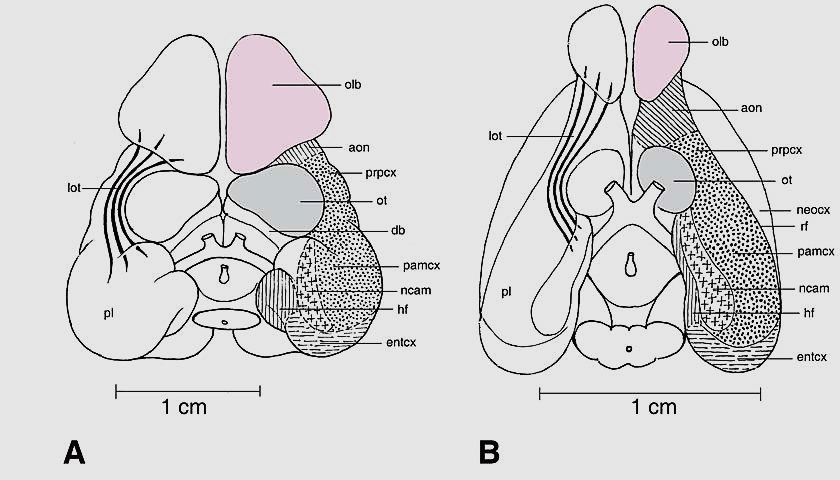 olb
aon
prpcx
lot
ot
db
pamcx
ncam
hf
pl
entcx
1 cm
A
olb
aon
lot
prpcx
ot
neocx
rf
pamcx
pl
ncam
hf
entcx
1 cm
B